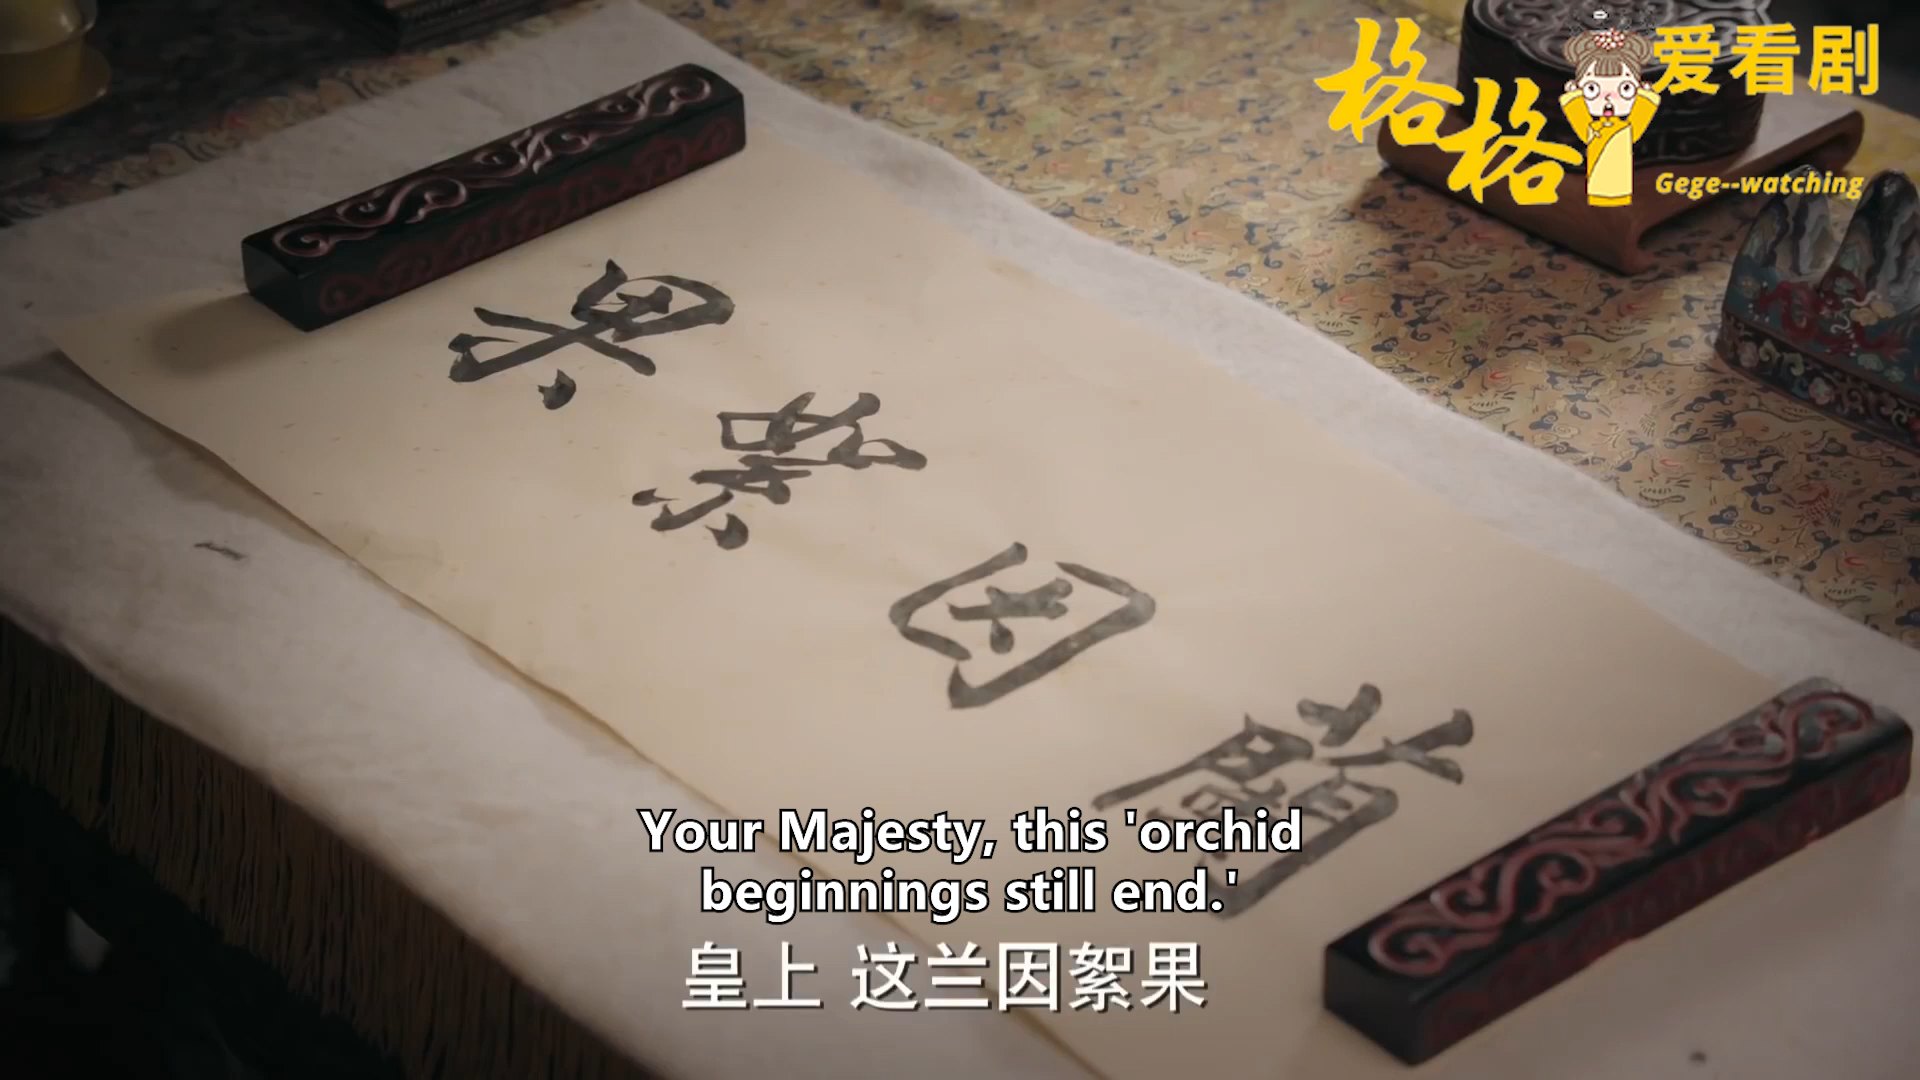 格格爱看剧
Gege--watching
蘭因絮果
Your Majesty, this 'orchid
beginnings still end.'
皇上 这兰因絮果